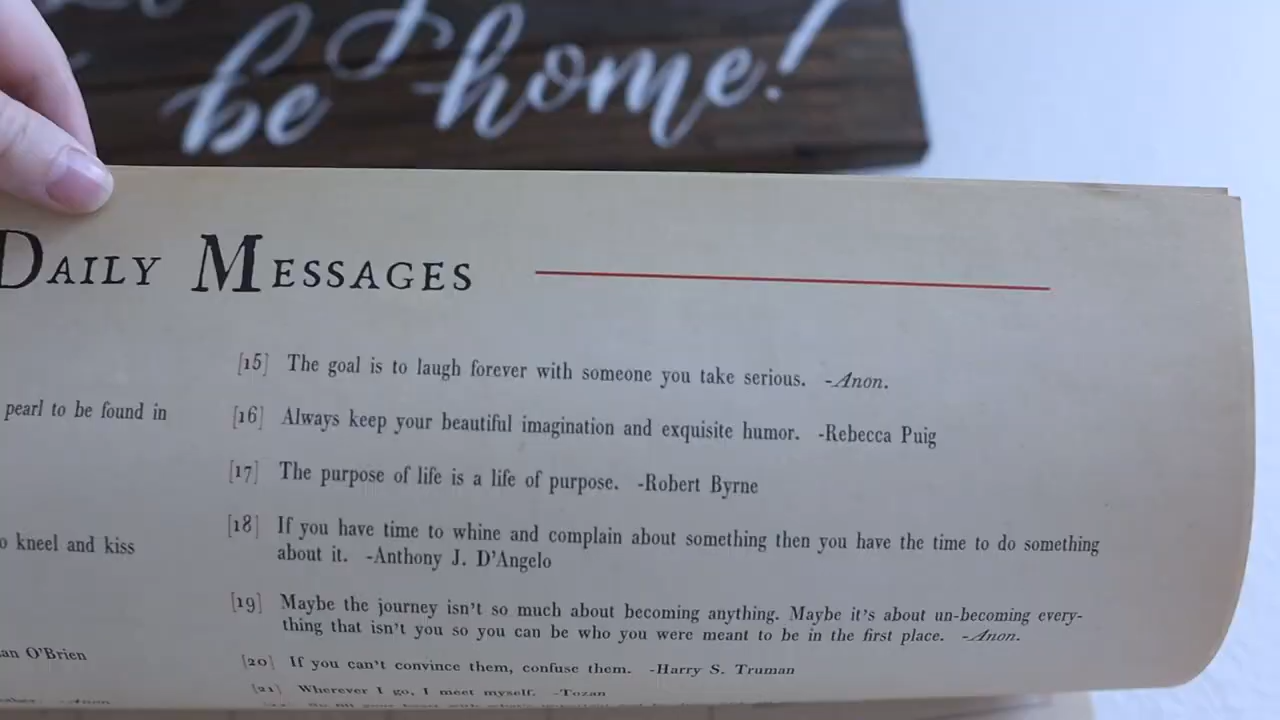 be home!
DAILY MESSAGES
pearl to be found in
kneel and kiss
O'Brien
[15] The goal is to laugh forever with someone you take serious. -Anon.
[16] Always keep your beautiful imagination and exquisite humor. -Rebecca Puig
[17] The purpose of life is a life of purpose. -Robert Byrne
[18] If you have time to whine and complain about something then you have the time to do something
about it. -Anthony J. D'Angelo
[19] Maybe the journey isn't so much about becoming anything. Maybe it's about un-becoming every-
thing that isn't you so you can be who you were meant to be in the first place. -Anon.
[20] If you can't convince them, confuse them. -Harry S. Truman
[21] Wherever I go, I meet myself. -Tozan